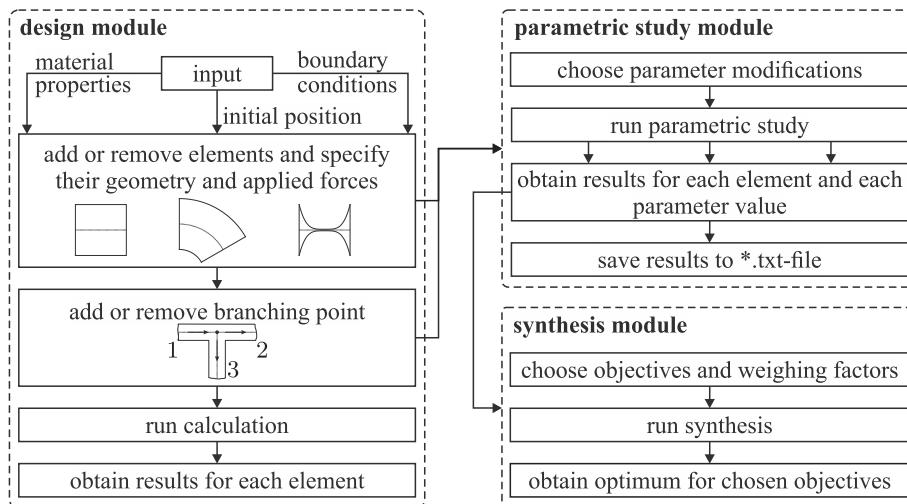 design module
material
properties
input
boundary
conditions
initial position
add or remove elements and specify
their geometry and applied forces
add or remove branching point
1
2
3
run calculation
obtain results for each element
parametric study module
choose parameter modifications
run parametric study
obtain results for each element and each
parameter value
save results to *.txt-file
synthesis module
choose objectives and weighing factors
run synthesis
obtain optimum for chosen objectives